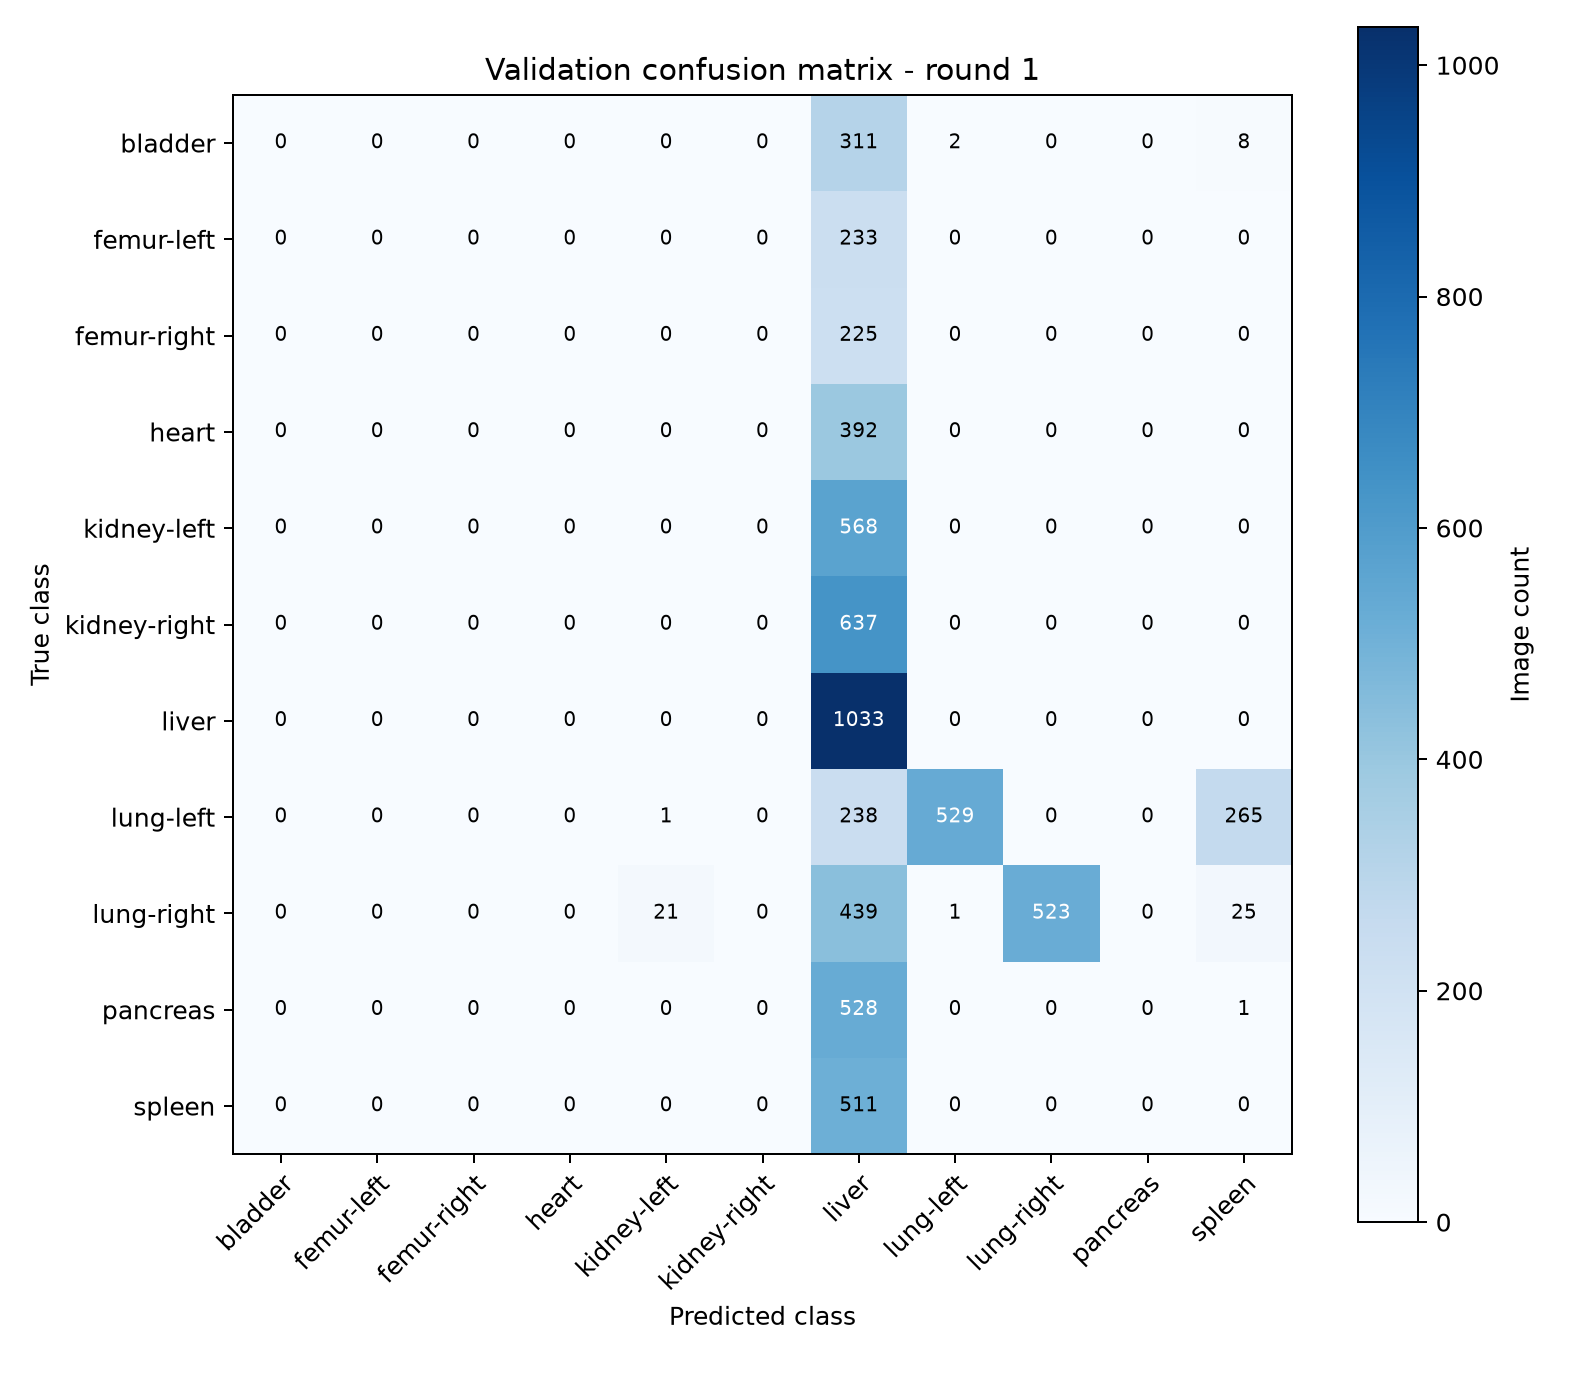 Validation confusion matrix - round 1
True class
bladder 0 0 0 0 0 0 311 2 0 0 8
femur-left 0 0 0 0 0 0 233 0 0 0 0
femur-right 0 0 0 0 0 0 225 0 0 0 0
heart 0 0 0 0 0 0 392 0 0 0 0
kidney-left 0 0 0 0 0 0 568 0 0 0 0
kidney-right 0 0 0 0 0 0 637 0 0 0 0
liver 0 0 0 0 0 0 1033 0 0 0 0
lung-left 0 0 0 0 1 0 238 529 0 0 265
lung-right 0 0 0 0 21 0 439 1 523 0 25
pancreas 0 0 0 0 0 0 528 0 0 0 1
spleen 0 0 0 0 0 0 511 0 0 0 0
bladder femur-left femur-right heart kidney-left kidney-right liver lung-left lung-right pancreas spleen
Predicted class
1000
800
600
400
200
0
Image count